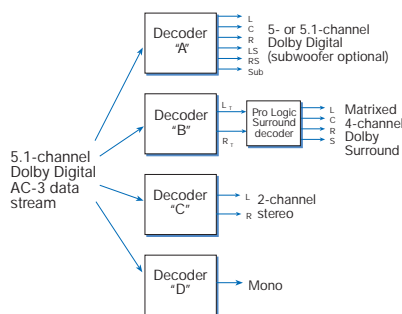 5.1-channel
Dolby Digital
AC-3 data
stream
Decoder
"A"
L
C
R
LS
RS
Sub
5- or 5.1-channel
Dolby Digital
(subwoofer optional)
Decoder
"B"
L T
R T
Pro Logic
Surround
decoder
L
C
R
S
Matrixed
4-channel
Dolby
Surround
Decoder
"C"
L
R
2-channel
stereo
Decoder
"D"
Mono